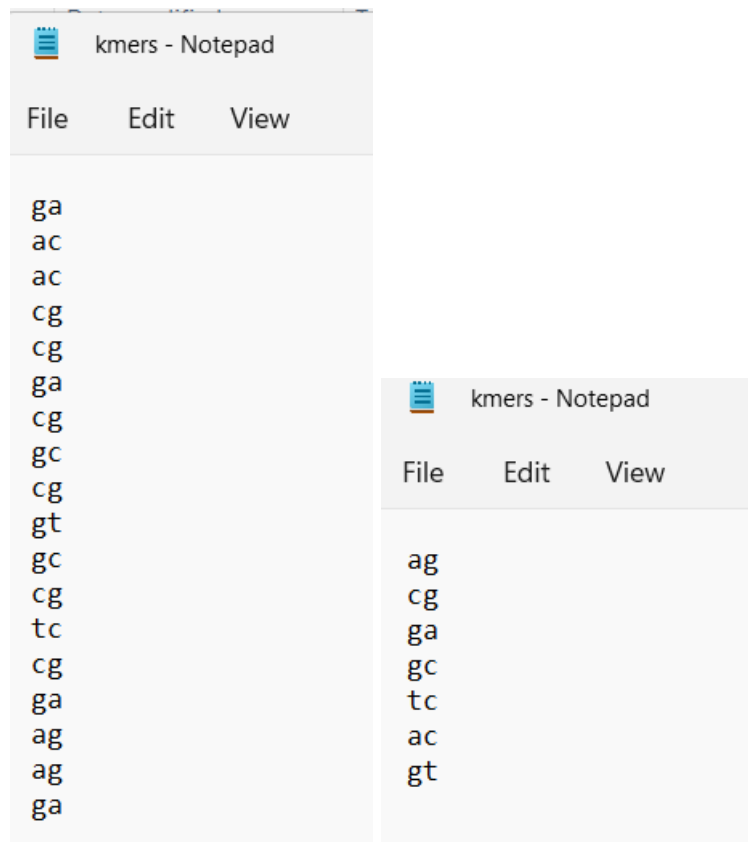 kmers - Notepad
File Edit View
ga
ac
ac
cg
cg
ga
cg
gc
cg
gt
gc
cg
tc
cg
ga
ag
ag
ga
kmers - Notepad
File Edit View
ag
cg
ga
gc
tc
ac
gt